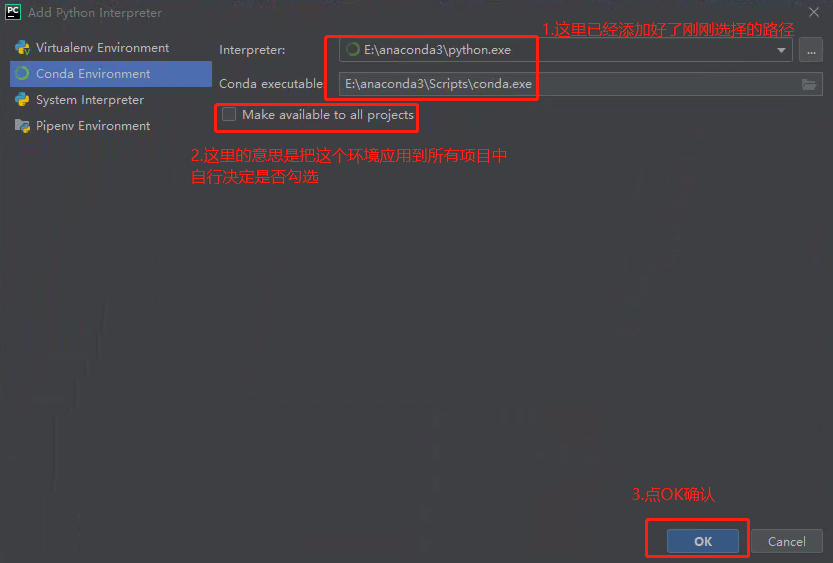 PC Add Python Interpreter
Virtualenv Environment
Conda Environment
System Interpreter
Pipenv Environment
1.这里已经添加好了刚刚选择的路径
Interpreter: E:\anaconda3\python.exe ...
Conda executable E:\anaconda3\Scripts\conda.exe
Make available to all projects
2.这里的意思是把这个环境应用到所有项目中
自行决定是否勾选
3.点OK确认
OK Cancel